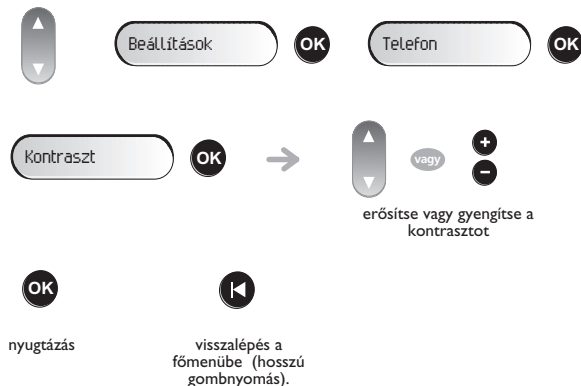 Beállítások OK Telefon OK
Kontraszt OK vagy + −
erősítse vagy gyengítse a
kontrasztot
OK
nyugtázás
visszalépés a
főmenübe (hosszú
gombnyomás).